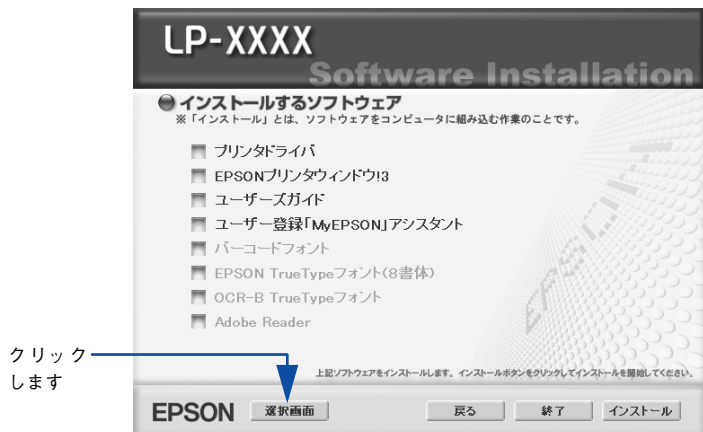 LP-XXXX
Software Installation
インストールするソフトウェア
※「インストール」とは、ソフトウェアをコンピュータに組み込む作業のことです。
プリンタドライバ
EPSONプリンタウィンドウ!3
ユーザーズガイド
ユーザー登録「MyEPSON」アシスタント
バーコードフォント
EPSON TrueTypeフォント(8書体)
OCR-B TrueTypeフォント
Adobe Reader
EPSON
クリック
します
上記ソフトウェアをインストールします。インストールボタンをクリックしてインストールを開始してください。
EPSON 選択画面 戻る 終了 インストール